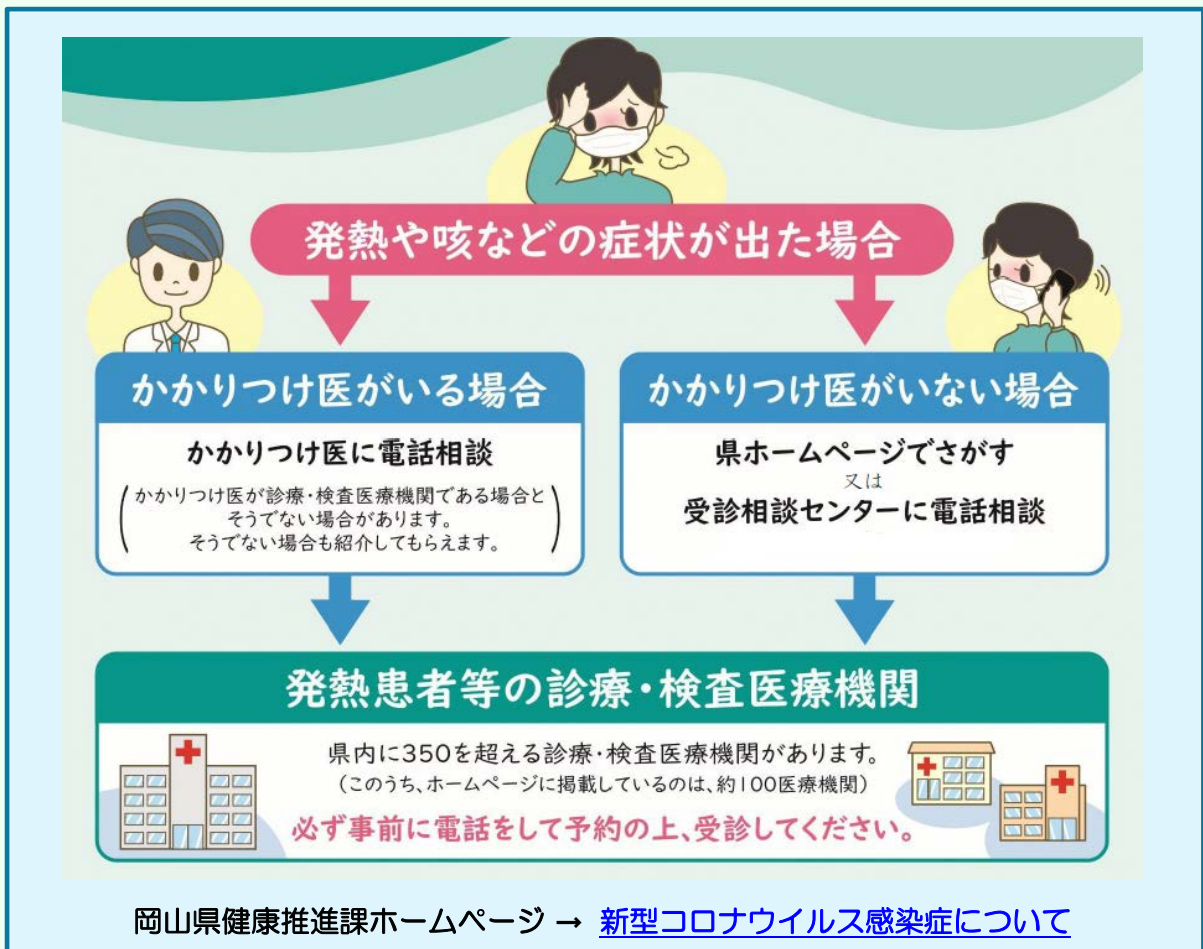 発熱や咳などの症状が出た場合
かかりつけ医がいる場合
かかりつけ医に電話相談
(かかりつけ医が診療・検査医療機関である場合と
そうでない場合があります。
そうでない場合も紹介してもらえます。)
かかりつけ医がいない場合
県ホームページでさがす
又は
受診相談センターに電話相談
発熱患者等の診療・検査医療機関
県内に350を超える診療・検査医療機関があります。
(このうち、ホームページに掲載しているのは、約100医療機関)
必ず事前に電話をして予約の上、受診してください。
岡山県健康推進課ホームページ → 新型コロナウイルス感染症について